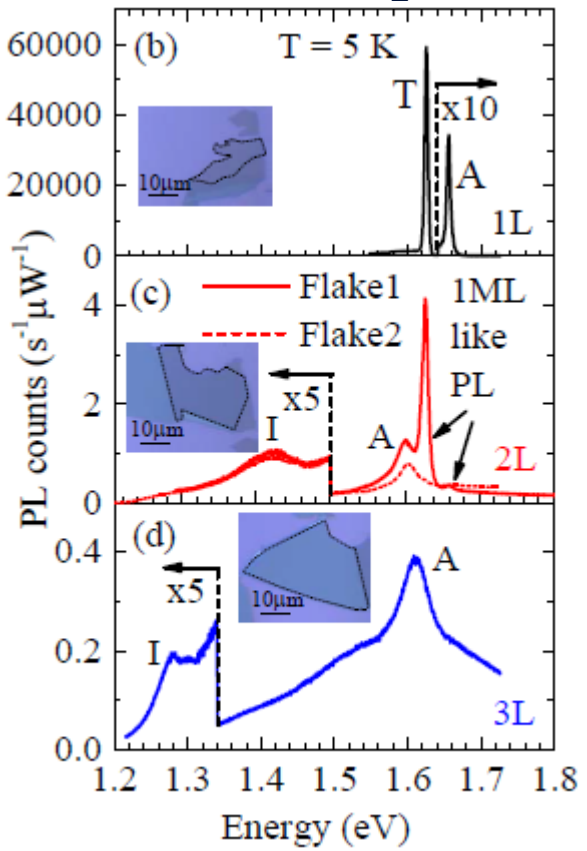 (b) T = 5 K
60000
40000
20000
0
T
x10
A
10μm
1L
PL counts (s⁻¹μW⁻¹)
(c) Flake1 1ML
Flake2 like
PL
4
2
0
x5
10μm
I
A
2L
(d)
0.4
0.2
0.0
x5
10μm
A
I
3L
1.2 1.3 1.4 1.5 1.6 1.7 1.8
Energy (eV)